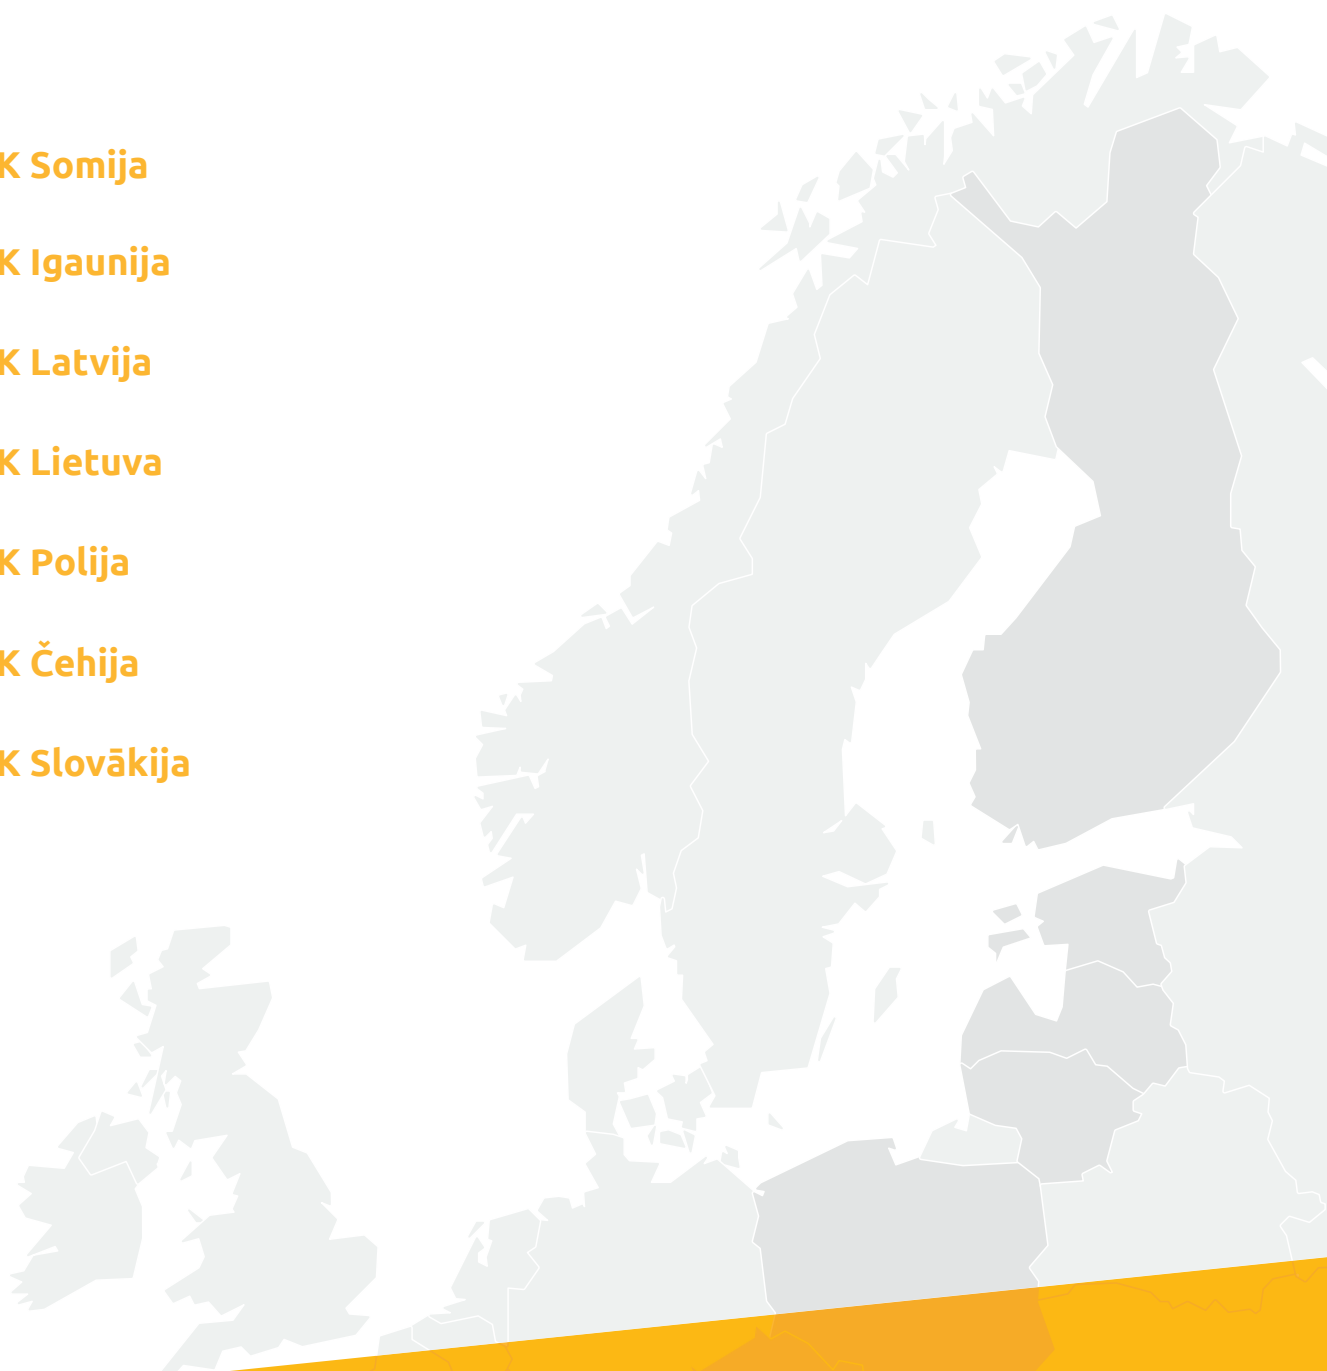 K Somija
K Igaunija
K Latvija
K Lietuva
K Polija
K Čehija
K Slovākija